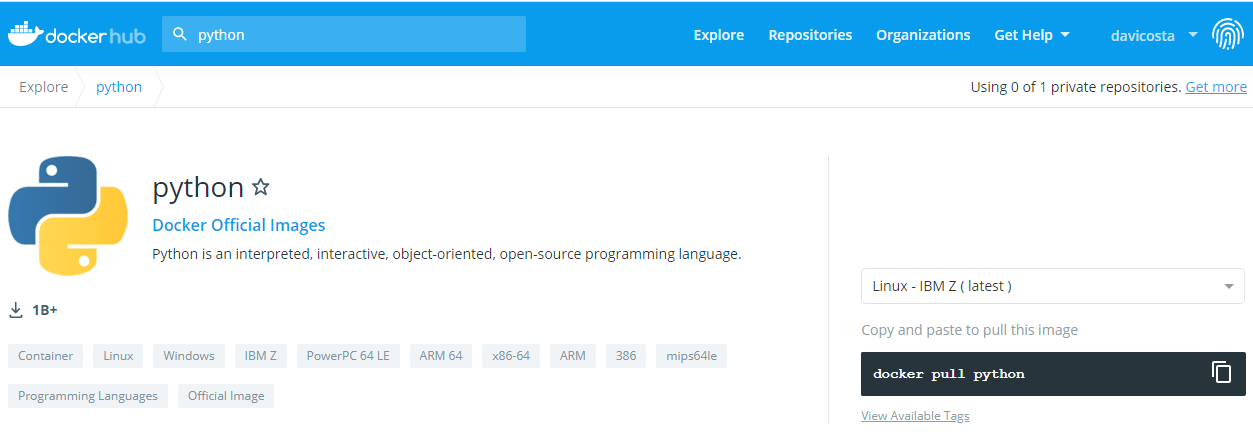 dockerhub python Explore Repositories Organizations Get Help davicosta
Explore python Using 0 of 1 private repositories. Get more
python
Docker Official Images
Python is an interpreted, interactive, object-oriented, open-source programming language.
Linux - IBM Z ( latest )
1B+
Copy and paste to pull this image
Container Linux Windows IBM Z PowerPC 64 LE ARM 64 x86-64 ARM 386 mips64le
docker pull python
Programming Languages Official Image
View Available Tags